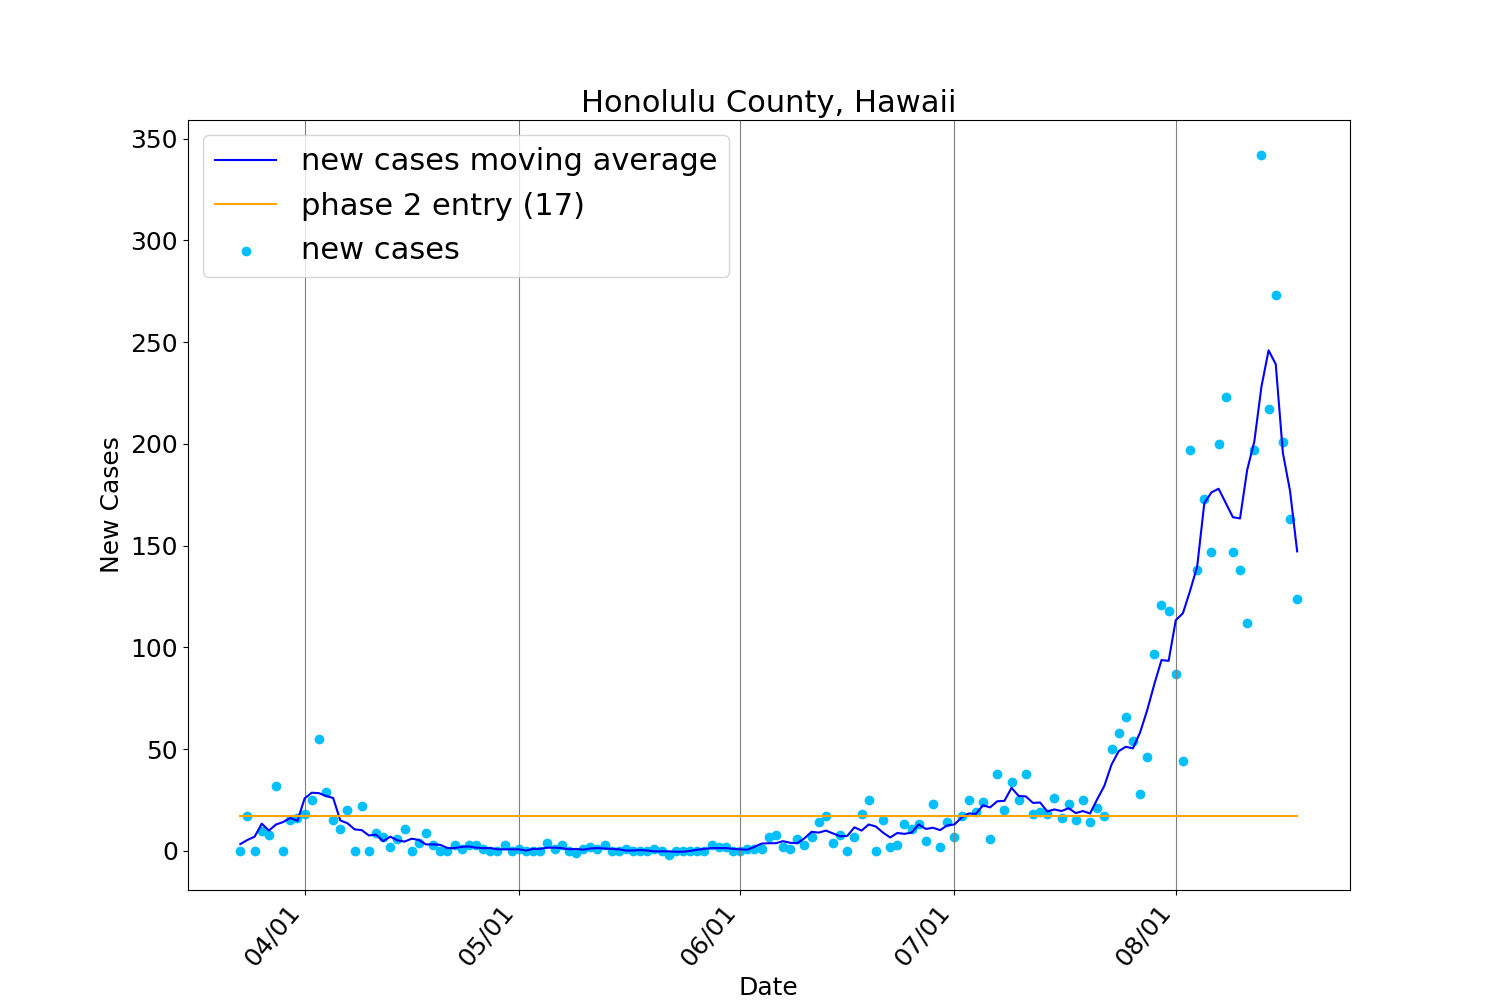 Honolulu County, Hawaii
new cases moving average
phase 2 entry (17)
new cases
350
300
250
200
150
100
50
0
New Cases
04/01
05/01
06/01
07/01
08/01
Date